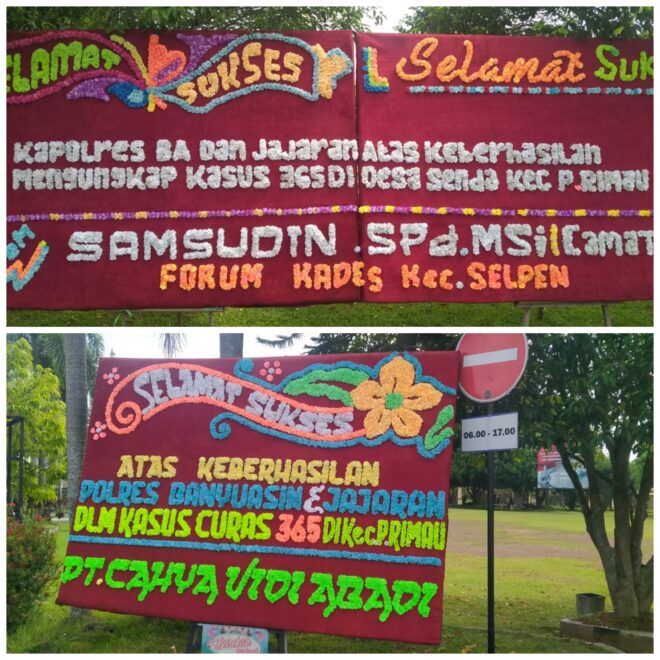 SELAMAT SUKSES
Selamat SUK
KAPOLRES BA DAN JAJARAN ATAS KEBERHASILAN
MENGUNGKAP KASUS 365 DI DESA SENDA KEC P.RIMAU
SAMSUDIN.SPd.MSi CAMAT
FORUM KADES KEC.SELPEN
SELAMAT SUKSES
ATAS KEBERHASILAN
POLRES BANYUASIN & JAJARAN
DLM KASUS CURAS 365 DI KEC.P.RIMAU
PT.CAHYA VIDI ABADI
06.00 - 17.00